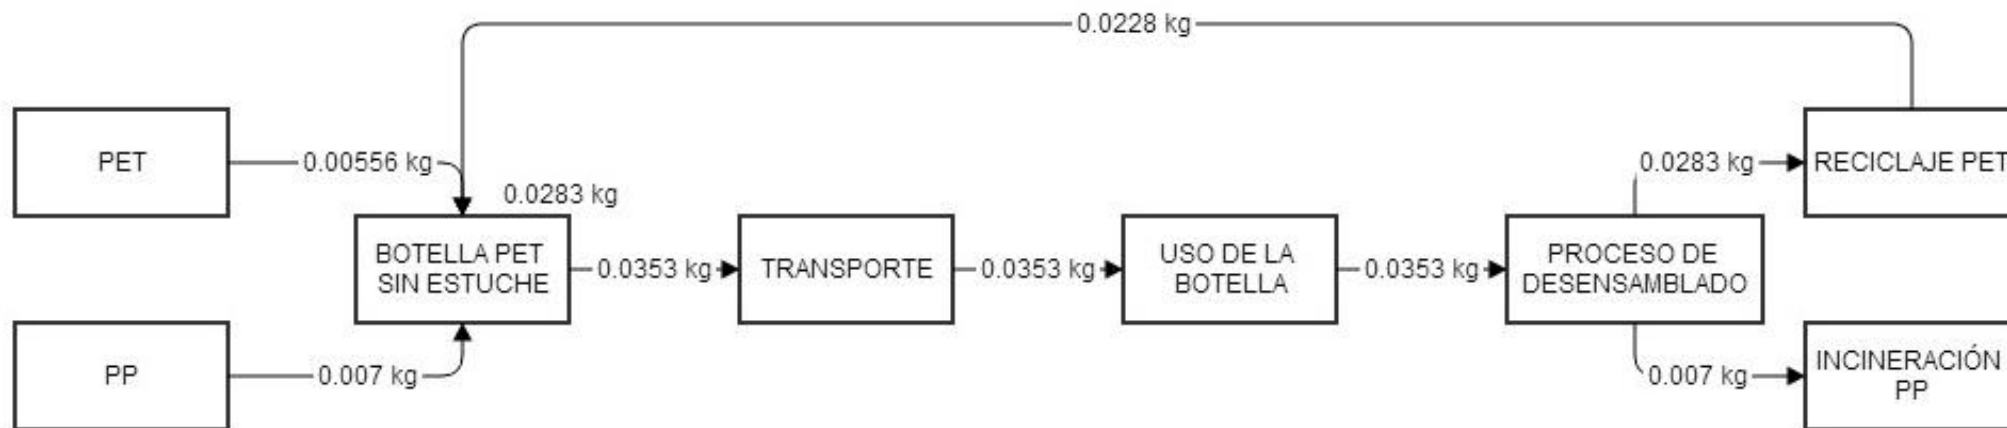 0.0228 kg
PET
0.00556 kg
0.0283 kg
RECICLAJE PET
0.0283 kg
BOTELLA PET
SIN ESTUCHE
0.0353 kg
TRANSPORTE
0.0353 kg
USO DE LA
BOTELLA
0.0353 kg
PROCESO DE
DESENSAMBLADO
PP
0.007 kg
0.007 kg
INCINERACIÓN
PP